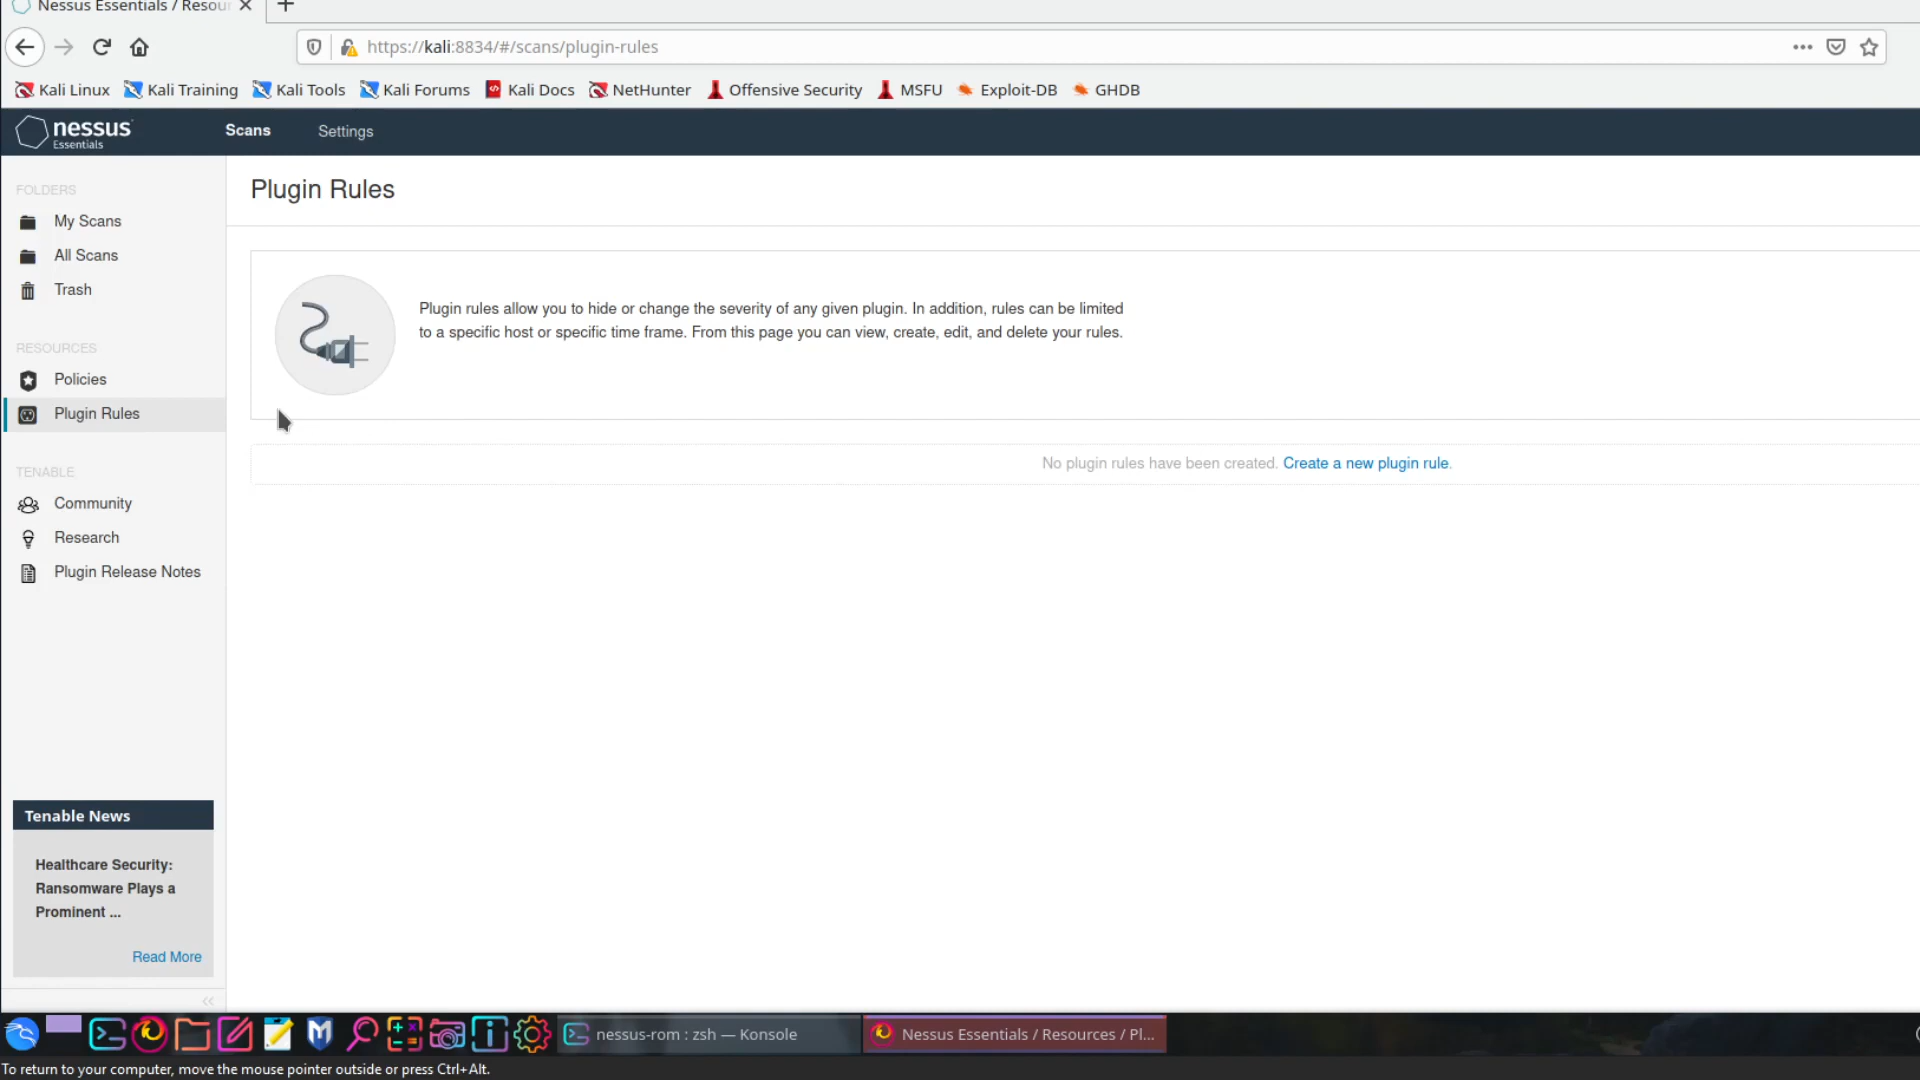 Nessus Essentials / Resou
https://kali:8834/#/scans/plugin-rules
Kali Linux Kali Training Kali Tools Kali Forums Kali Docs NetHunter Offensive Security MSFU Exploit-DB GHDB
nessus
Essentials
Scans Settings
FOLDERS
My Scans
All Scans
Trash
RESOURCES
Policies
Plugin Rules
TENABLE
Community
Research
Plugin Release Notes
Tenable News
Healthcare Security:
Ransomware Plays a
Prominent ...
Read More
Plugin Rules
Plugin rules allow you to hide or change the severity of any given plugin. In addition, rules can be limited
to a specific host or specific time frame. From this page you can view, create, edit, and delete your rules.
No plugin rules have been created. Create a new plugin rule.
nessus-rom : zsh — Konsole
Nessus Essentials / Resources / Pl...
To return to your computer, move the mouse pointer outside or press Ctrl+Alt.